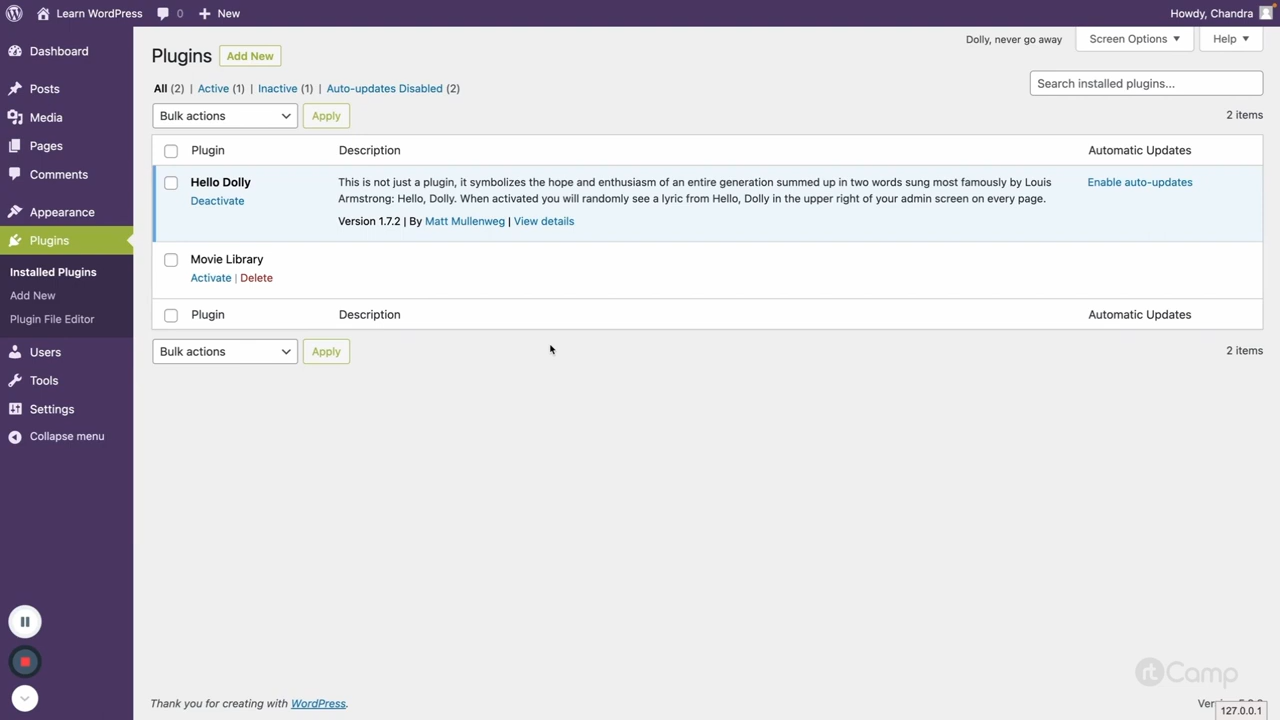 Learn WordPress 0 New Howdy, Chandra
Dashboard
Posts
Media
Pages
Comments
Appearance
Plugins
Installed Plugins
Add New
Plugin File Editor
Users
Tools
Settings
Collapse menu
Dolly, never go away Screen Options Help
Plugins Add New
All (2) | Active (1) | Inactive (1) | Auto-updates Disabled (2)
Search installed plugins...
Bulk actions Apply 2 items
Plugin Description Automatic Updates
Hello Dolly
Deactivate
This is not just a plugin, it symbolizes the hope and enthusiasm of an entire generation summed up in two words sung most famously by Louis
Armstrong: Hello, Dolly. When activated you will randomly see a lyric from Hello, Dolly in the upper right of your admin screen on every page.
Version 1.7.2 | By Matt Mullenweg | View details
Enable auto-updates
Movie Library
Activate | Delete
Plugin Description Automatic Updates
Bulk actions Apply 2 items
rtCamp
Thank you for creating with WordPress.
127.0.0.1